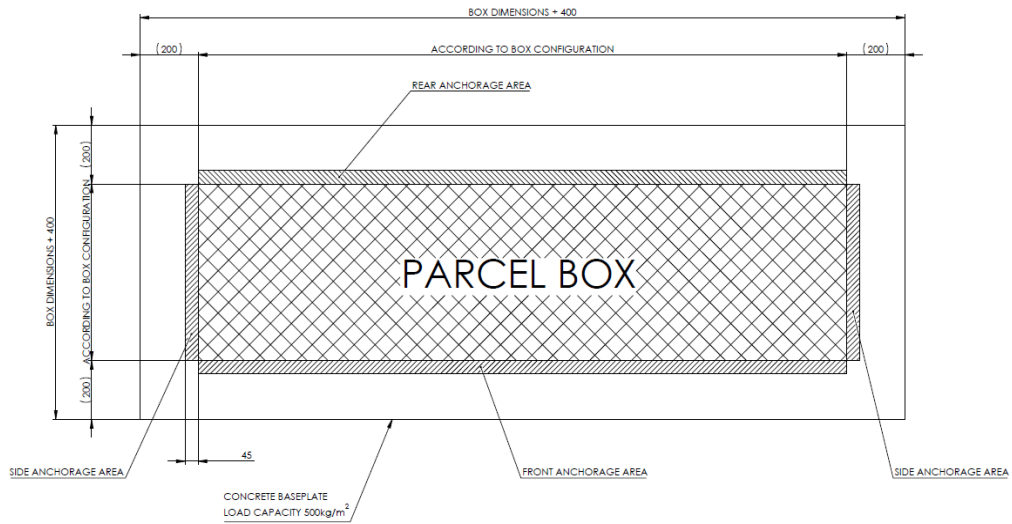 BOX DIMENSIONS + 400
(200)
ACCORDING TO BOX CONFIGURATION
(200)
REAR ANCHORAGE AREA
(200)
BOX DIMENSIONS + 400
ACCORDING TO BOX CONFIGURATION
PARCEL BOX
(200)
45
SIDE ANCHORAGE AREA
FRONT ANCHORAGE AREA
SIDE ANCHORAGE AREA
CONCRETE BASEPLATE
LOAD CAPACITY 500kg/m²